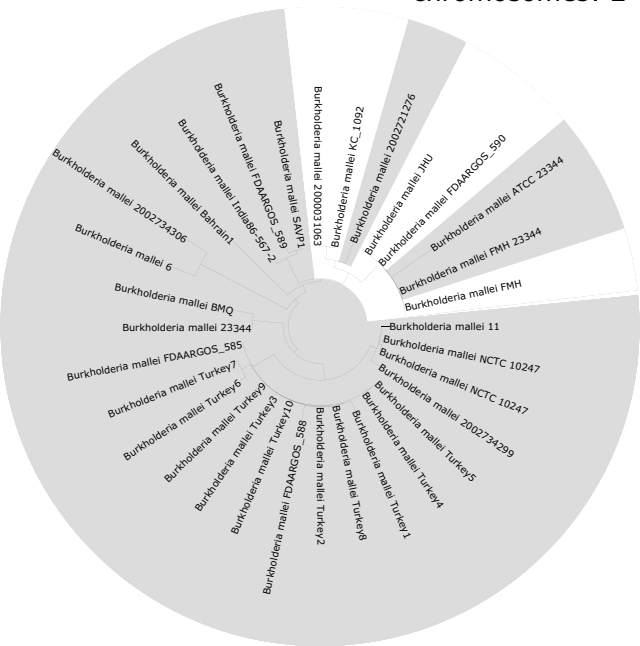 Burkholderia mallei 2000031063
Burkholderia mallei KC_1092
Burkholderia mallei 2002721276
Burkholderia mallei JHU
Burkholderia mallei FDAARGOS_590
Burkholderia mallei ATCC 23344
Burkholderia mallei FMH 23344
Burkholderia mallei FMH
Burkholderia mallei 11
Burkholderia mallei NCTC 10247
Burkholderia mallei NCTC 10247
Burkholderia mallei 2002734299
Burkholderia mallei Turkey5
Burkholderia mallei Turkey4
Burkholderia mallei Turkey1
Burkholderia mallei Turkey8
Burkholderia mallei Turkey2
Burkholderia mallei FDAARGOS_588
Burkholderia mallei Turkey10
Burkholderia mallei Turkey3
Burkholderia mallei Turkey9
Burkholderia mallei Turkey6
Burkholderia mallei Turkey7
Burkholderia mallei FDAARGOS_585
Burkholderia mallei 23344
Burkholderia mallei BMQ
Burkholderia mallei 6
Burkholderia mallei 2002734306
Burkholderia mallei Bahrain1
Burkholderia mallei India86-567-2
Burkholderia mallei FDAARGOS_589
Burkholderia mallei SAVP1